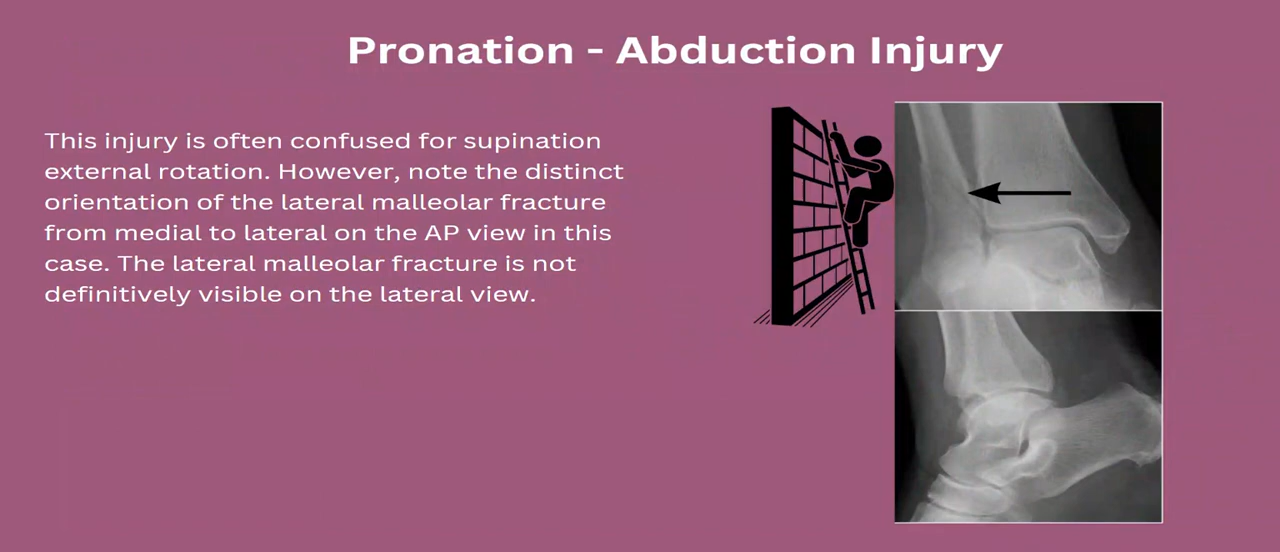 Pronation - Abduction Injury
This injury is often confused for supination
external rotation. However, note the distinct
orientation of the lateral malleolar fracture
from medial to lateral on the AP view in this
case. The lateral malleolar fracture is not
definitively visible on the lateral view.